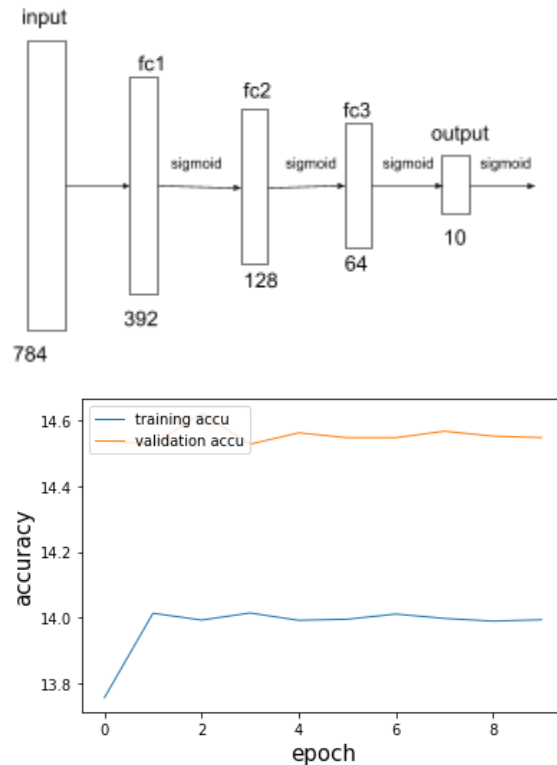 input
fc1
fc2
fc3
output
sigmoid
sigmoid
sigmoid
sigmoid
10
64
128
392
784
training accu
validation accu
14.6
14.4
14.2
14.0
13.8
accuracy
0
2
4
6
8
epoch